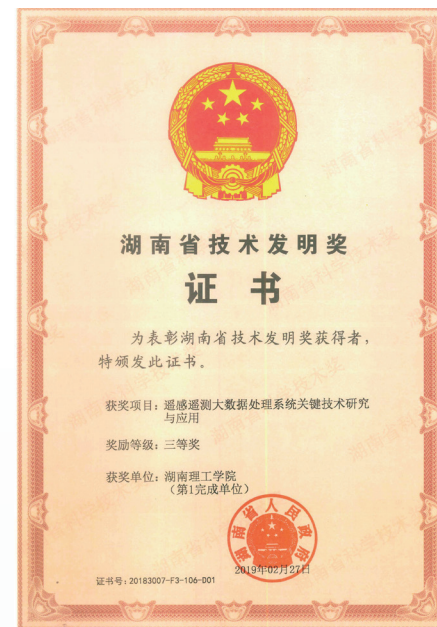 湖南省技术发明奖
证书
为表彰湖南省技术发明奖获得者，
特颁发此证书。
获奖项目：遥感遥测大数据处理系统关键技术研究
与应用
奖励等级：三等奖
获奖单位：湖南理工学院
（第1完成单位）
湖南省人民政府
2019年02月27日
证书号：20183007-F3-106-D01